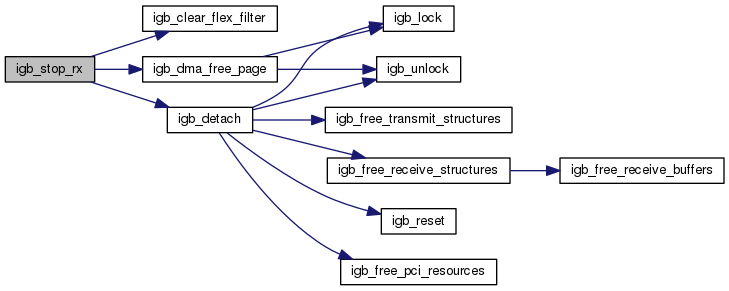 igb_stop_rx
igb_clear_flex_filter
igb_dma_free_page
igb_detach
igb_lock
igb_unlock
igb_free_transmit_structures
igb_free_receive_structures
igb_reset
igb_free_pci_resources
igb_free_receive_buffers